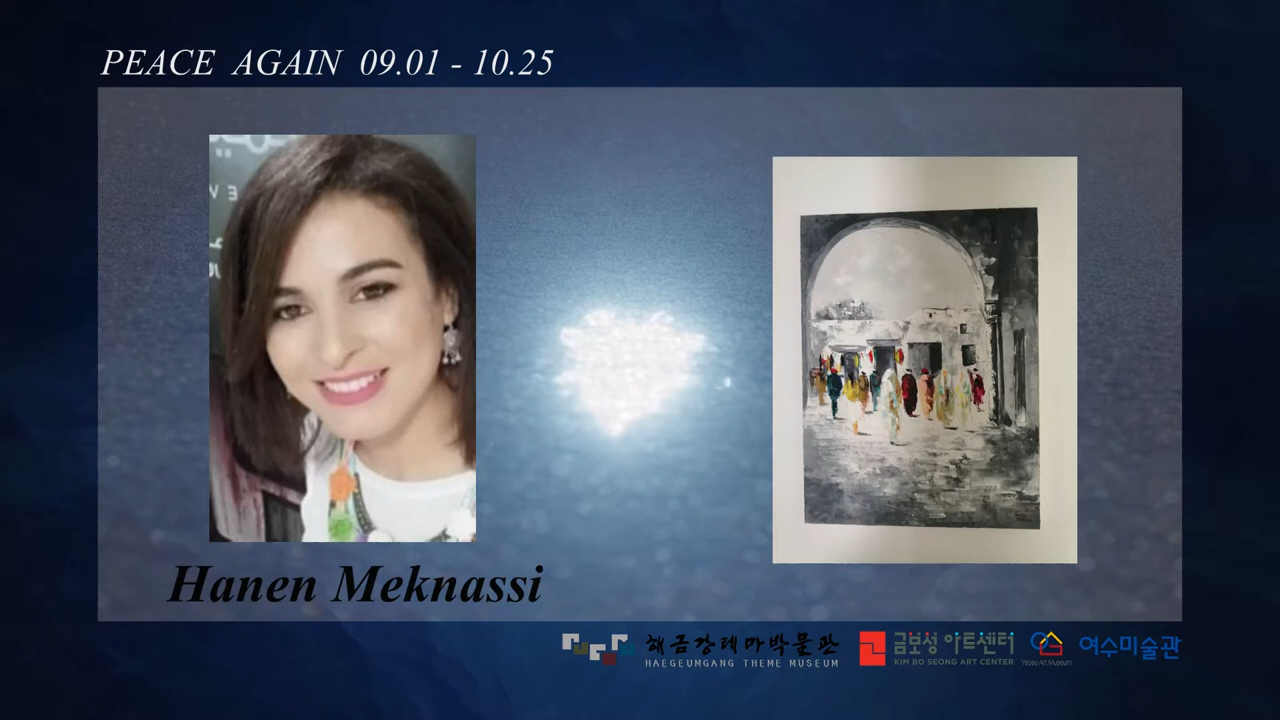 PEACE AGAIN 09.01 - 10.25
Hanen Meknassi
해금강테마박물관
HAEGEUMGANG THEME MUSEUM
금보성 아트센터
KIM BO SEONG ART CENTER
Yeosu Art Museum
여수미술관